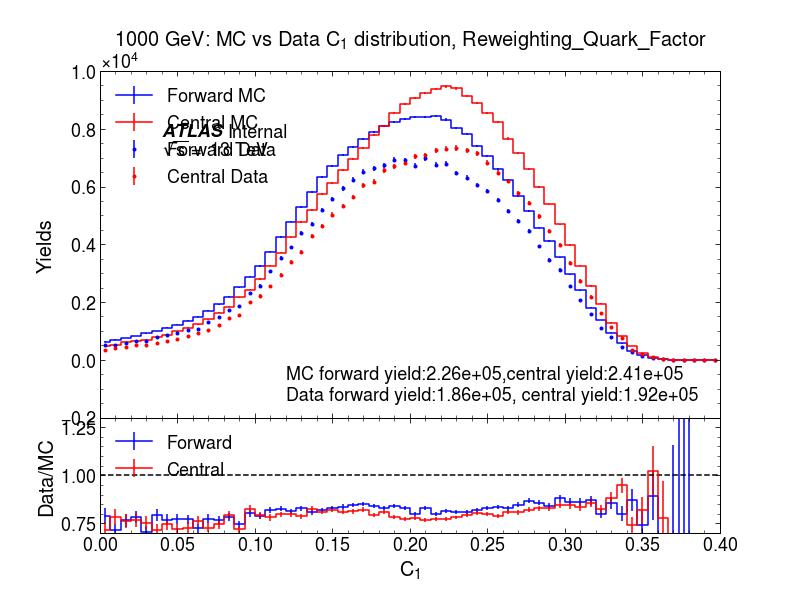 1000 GeV: MC vs Data C1 distribution, Reweighting_Quark_Factor
×10^4
1.0
0.8
0.6
0.4
0.2
0.0
0.2
Yields
Forward MC
Central MC
ATLAS Internal
√s = 13 TeV
Forward Data
Central Data
MC forward yield:2.26e+05,central yield:2.41e+05
Data forward yield:1.86e+05, central yield:1.92e+05
1.25
1.00
0.75
Data/MC
Forward
Central
0.00 0.05 0.10 0.15 0.20 0.25 0.30 0.35 0.40
C1